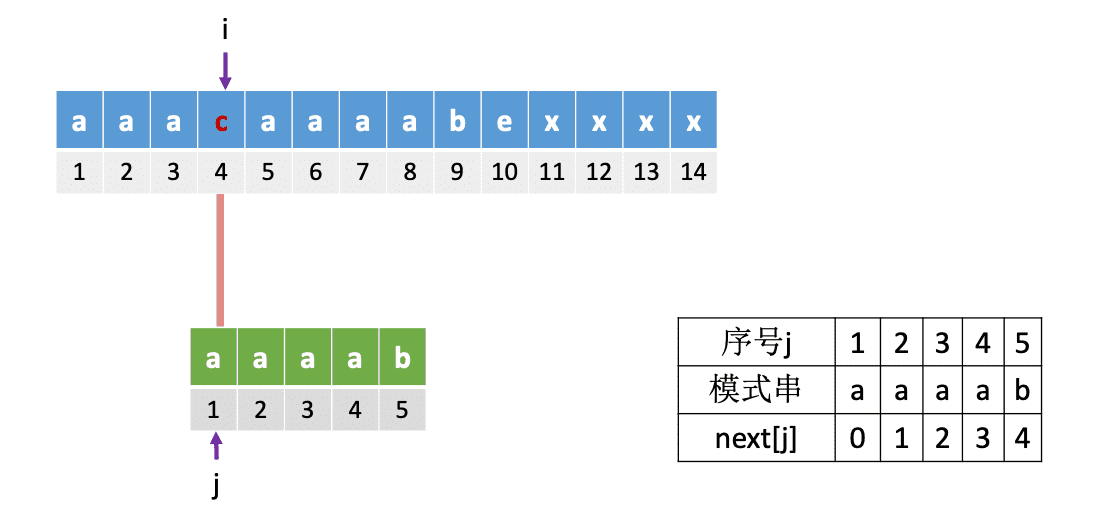 i
a a a c a a a a b e x x x x
1 2 3 4 5 6 7 8 9 10 11 12 13 14
a a a a b
1 2 3 4 5
j
序号j 1 2 3 4 5
模式串 a a a a b
next[j] 0 1 2 3 4